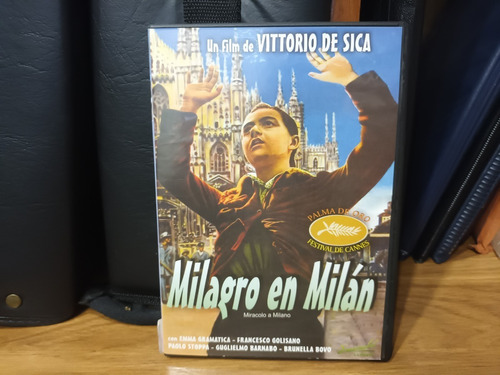 Un Film de VITTORIO DE SICA
PALMA DE ORO
FESTIVAL DE CANNES
Milagro en Milán
Miracolo a Milano
con EMMA GRAMATICA - FRANCESCO GOLISANO
PAOLO STOPPA - GUGLIELMO BARNABO - BRUNELLA BOVO